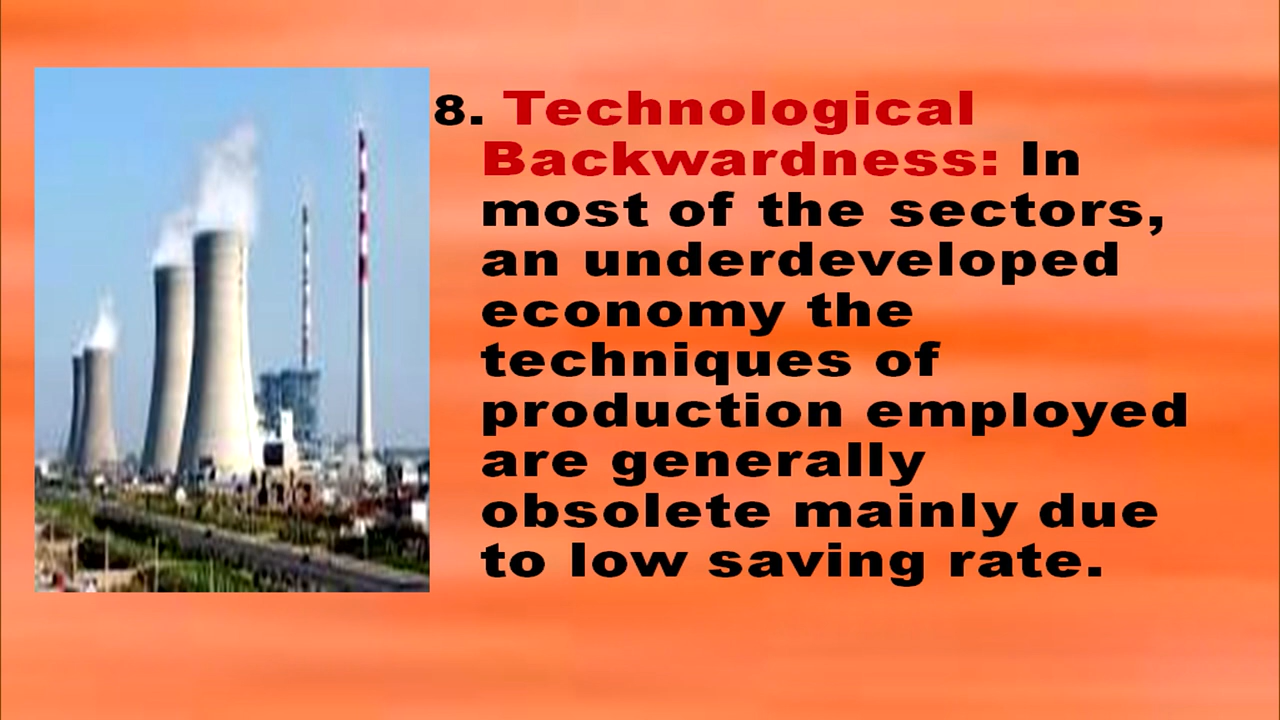 8. Technological
Backwardness: In
most of the sectors,
an underdeveloped
economy the
techniques of
production employed
are generally
obsolete mainly due
to low saving rate.